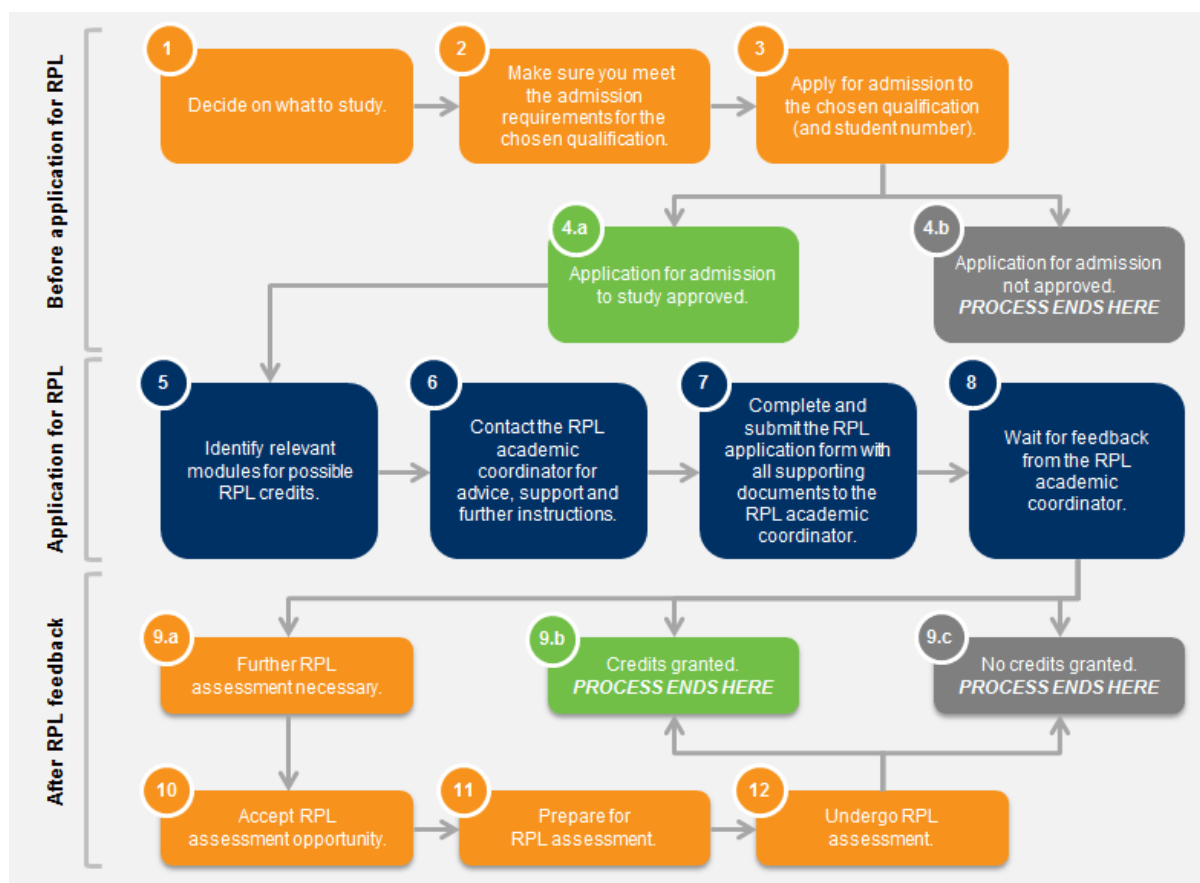 Before application for RPL
1
Decide on what to study.
2
Make sure you meet
the admission
requirements for the
chosen qualification.
3
Apply for admission to
the chosen qualification
(and student number).
4.a
Application for admission
to study approved.
4.b
Application for admission
not approved.
PROCESS ENDS HERE
Application for RPL
5
Identify relevant
modules for possible
RPL credits.
6
Contact the RPL
academic
coordinator for
advice, support and
further instructions.
7
Complete and
submit the RPL
application form with
all supporting
documents to the
RPL academic
coordinator.
8
Wait for feedback
from the RPL
academic
coordinator.
After RPL feedback
9.a
Further RPL
assessment necessary.
9.b
Credits granted.
PROCESS ENDS HERE
9.c
No credits granted.
PROCESS ENDS HERE
10
Accept RPL
assessment opportunity.
11
Prepare for
RPL assessment.
12
Undergo RPL
assessment.